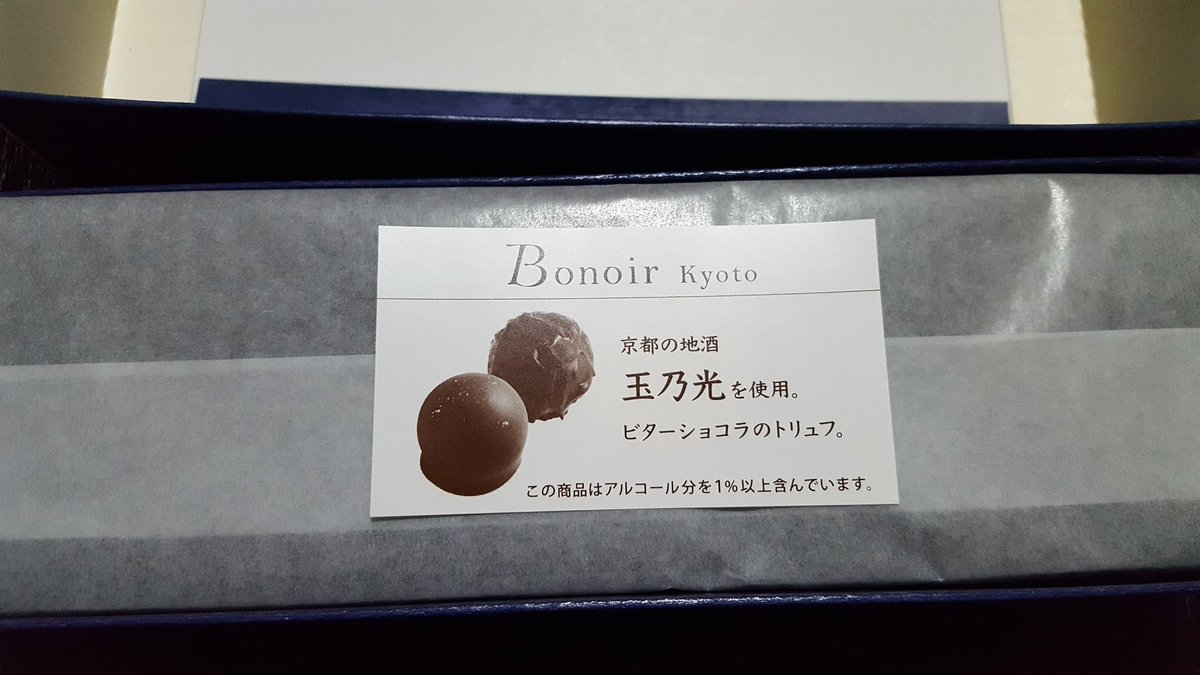 Bonoir Kyoto
京都の地酒
玉乃光を使用。
ビターショコラのトリュフ。
この商品はアルコール分を1%以上含んでいます。